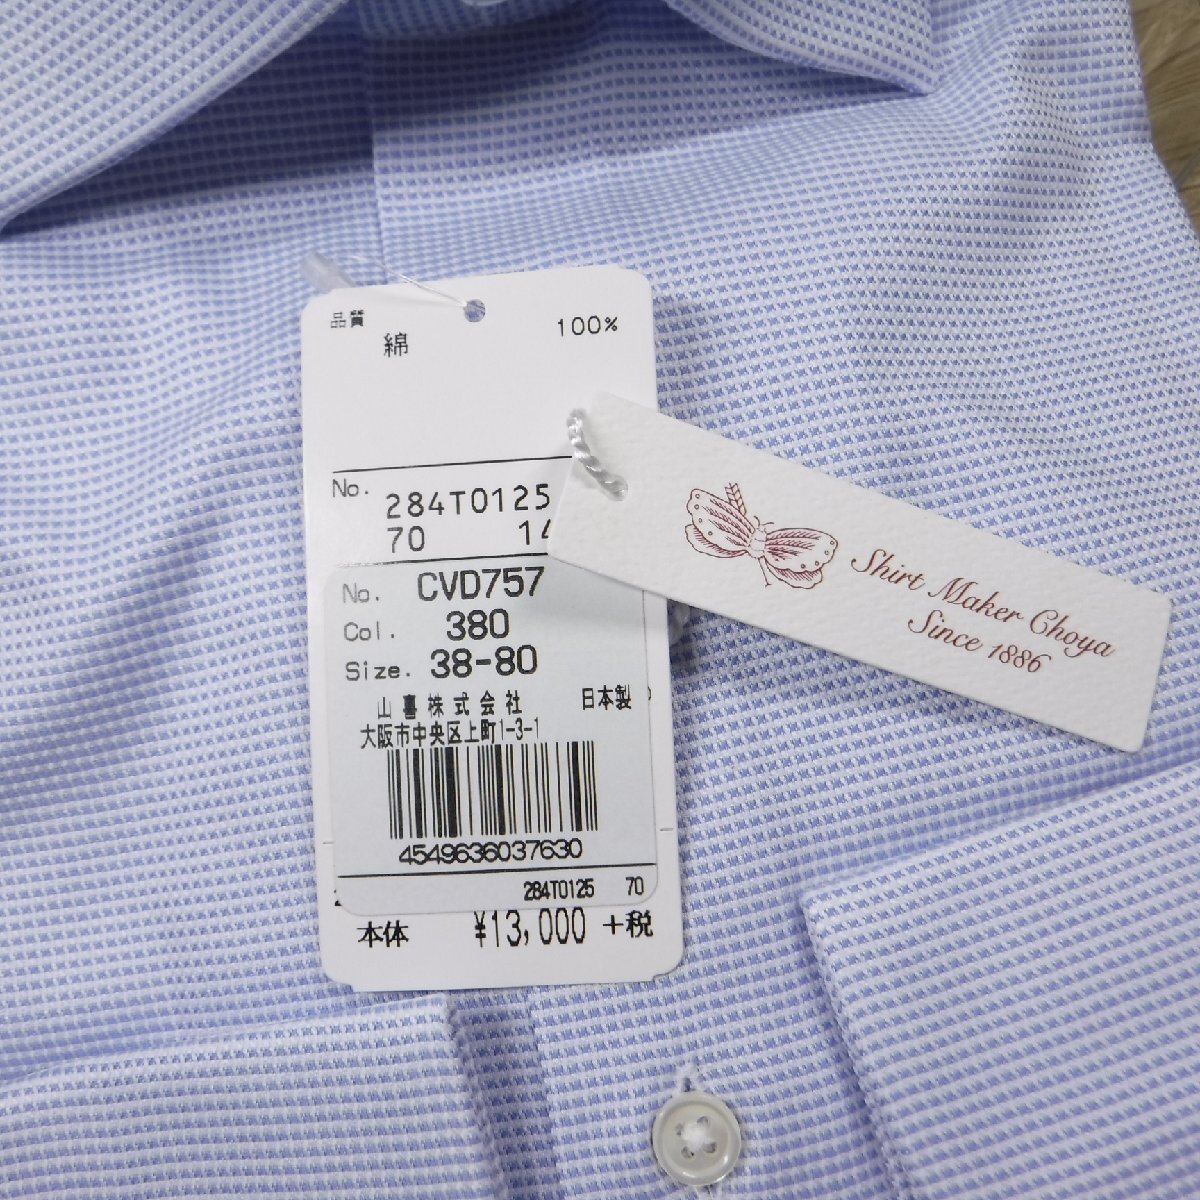 品質
綿 100%
No. 284T0125
70
No. CVD757
Col. 380
Size. 38-80
山喜株式会社 日本製
大阪市中央区上町1-3-1
4549636037630
284T0125 70
本体 ¥13,000 +税
Shirt Maker Choya
Since 1886